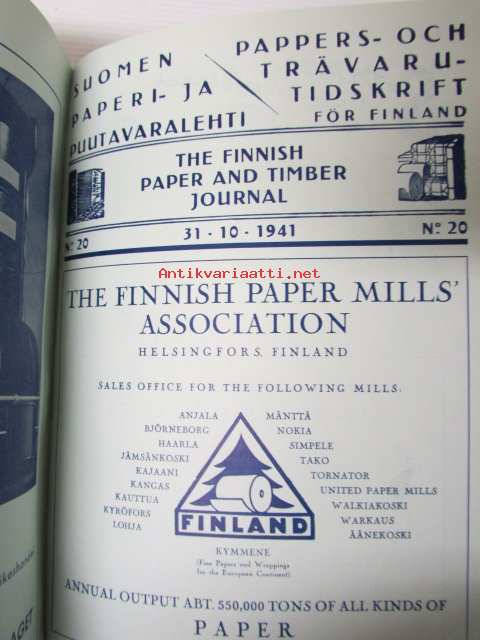 SUOMEN
PAPERI- JA
PUUTAVARALEHTI
PAPPERS- OCH
TRÄVARU-
TIDSKRIFT
FÖR FINLAND
THE FINNISH
PAPER AND TIMBER
JOURNAL
No 20
31-10-1941
No 20
Antikvariaatti.net
THE FINNISH PAPER MILLS'
ASSOCIATION
HELSINGFORS, FINLAND
SALES OFFICE FOR THE FOLLOWING MILLS:
ANJALA
BJÖRNEBORG
HAARLA
JÄMSÄNKOSKI
KAJAANI
KANGAS
KAUTTUA
KYRÖFORS
LOHJA
MÄNTTÄ
NOKIA
SIMPELE
TAKO
TORNATOR
UNITED PAPER MILLS
WALKIAKOSKI
WARKAUS
ÄÄNEKOSKI
FINLAND
KYMMENE
(Fine Papers and Wrappings
for the European Continent)
ANNUAL OUTPUT ABT. 550,000 TONS OF ALL KINDS OF
PAPER